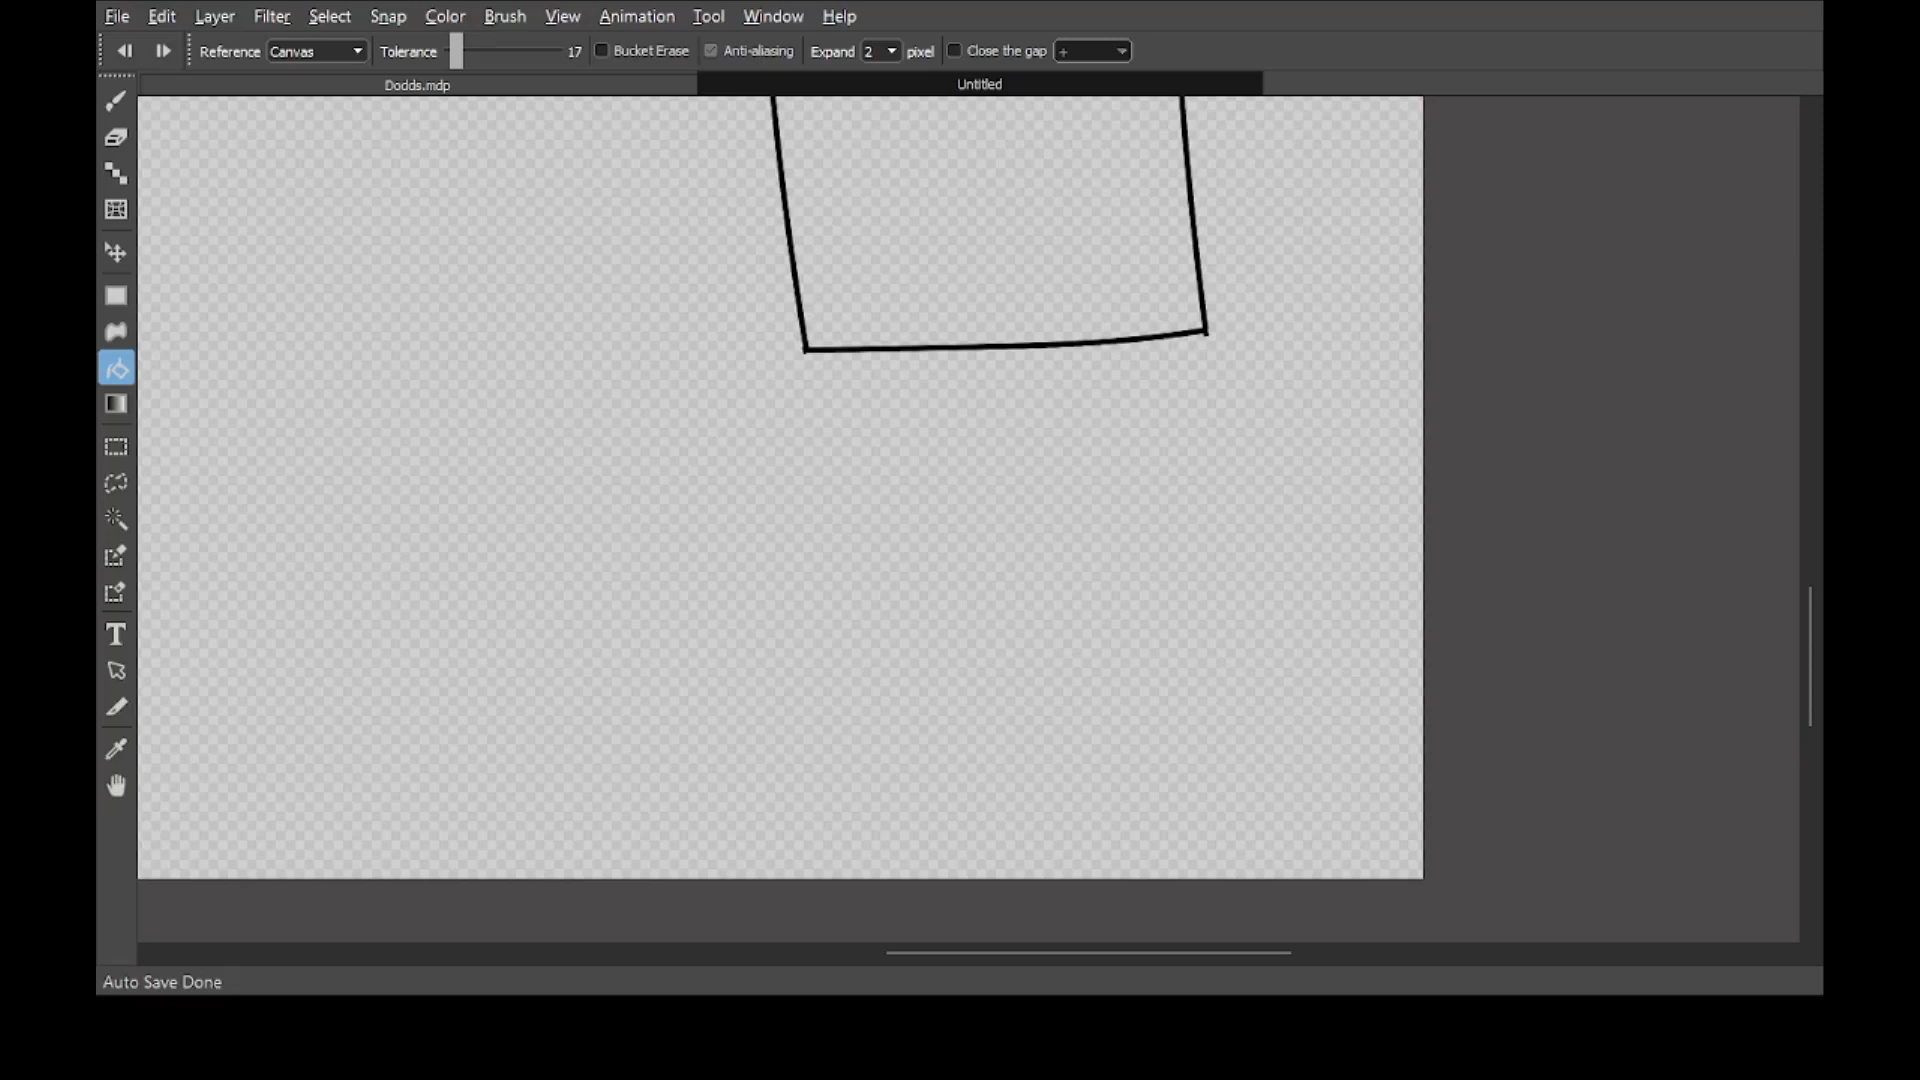 File Edit Layer Filter Select Snap Color Brush View Animation Tool Window Help
Reference Canvas Tolerance 17 Bucket Erase Anti-aliasing Expand 2 pixel Close the gap +
Dodds.mdp Untitled
T
Auto Save Done